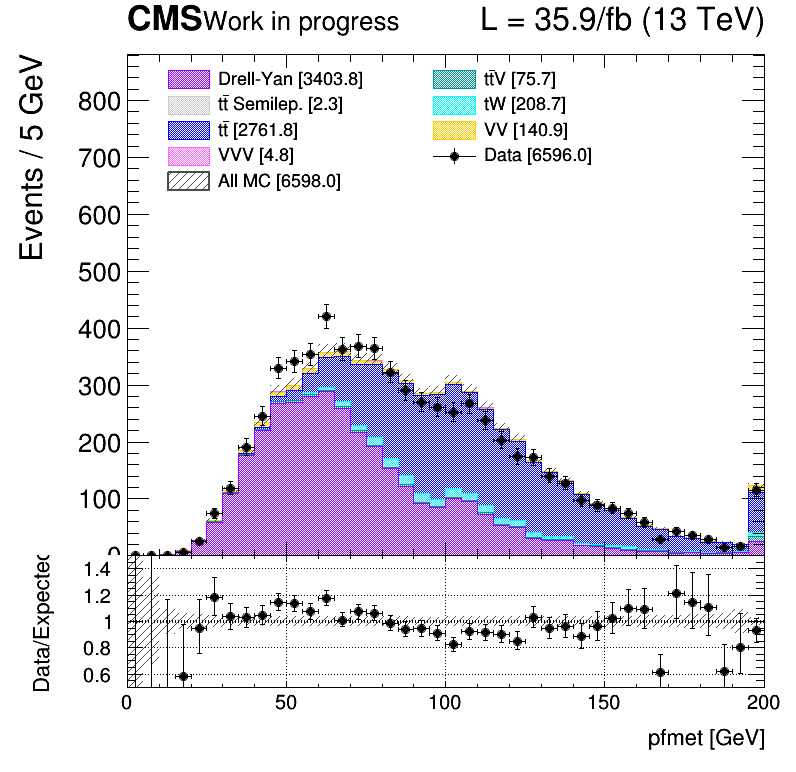 CMS Work in progress L = 35.9/fb (13 TeV)
Events / 5 GeV
Drell-Yan [3403.8]
tt̄ Semilep. [2.3]
tt̄ [2761.8]
VVV [4.8]
All MC [6598.0]
tt̄V [75.7]
tW [208.7]
VV [140.9]
Data [6596.0]
800
700
600
500
400
300
200
100
0
Data/Expected
1.4
1.2
1
0.8
0.6
0 50 100 150 200
pfmet [GeV]